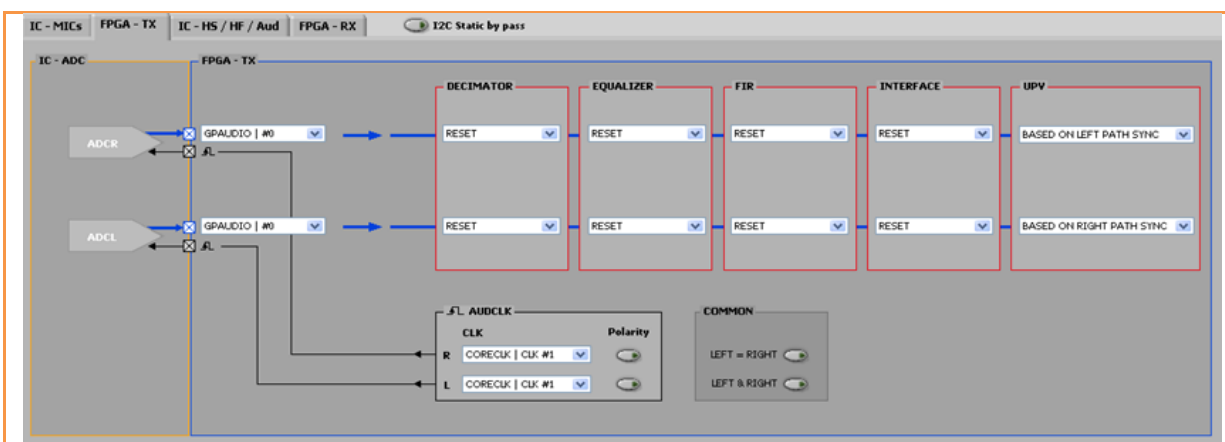 IC - MICs FPGA - TX IC - HS / HF / Aud FPGA - RX I2C Static by pass
IC - ADC FPGA - TX
DECIMATOR EQUALIZER FIR INTERFACE UPV
ADCR GPAUDIO | #0 RESET RESET RESET RESET BASED ON LEFT PATH SYNC
ADCL GPAUDIO | #0 RESET RESET RESET RESET BASED ON RIGHT PATH SYNC
AUDCLK COMMON
CLK Polarity
R CORECLK | CLK #1 LEFT = RIGHT
L CORECLK | CLK #1 LEFT & RIGHT